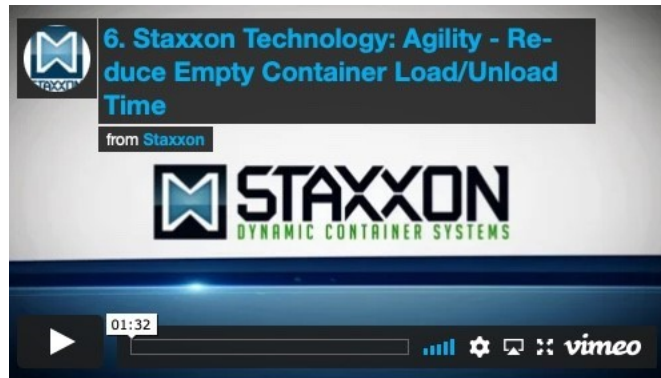 6. Staxxon Technology: Agility - Re-
duce Empty Container Load/Unload
Time
from Staxxon
STAXXON
STAXXON
DYNAMIC CONTAINER SYSTEMS
01:32
vimeo